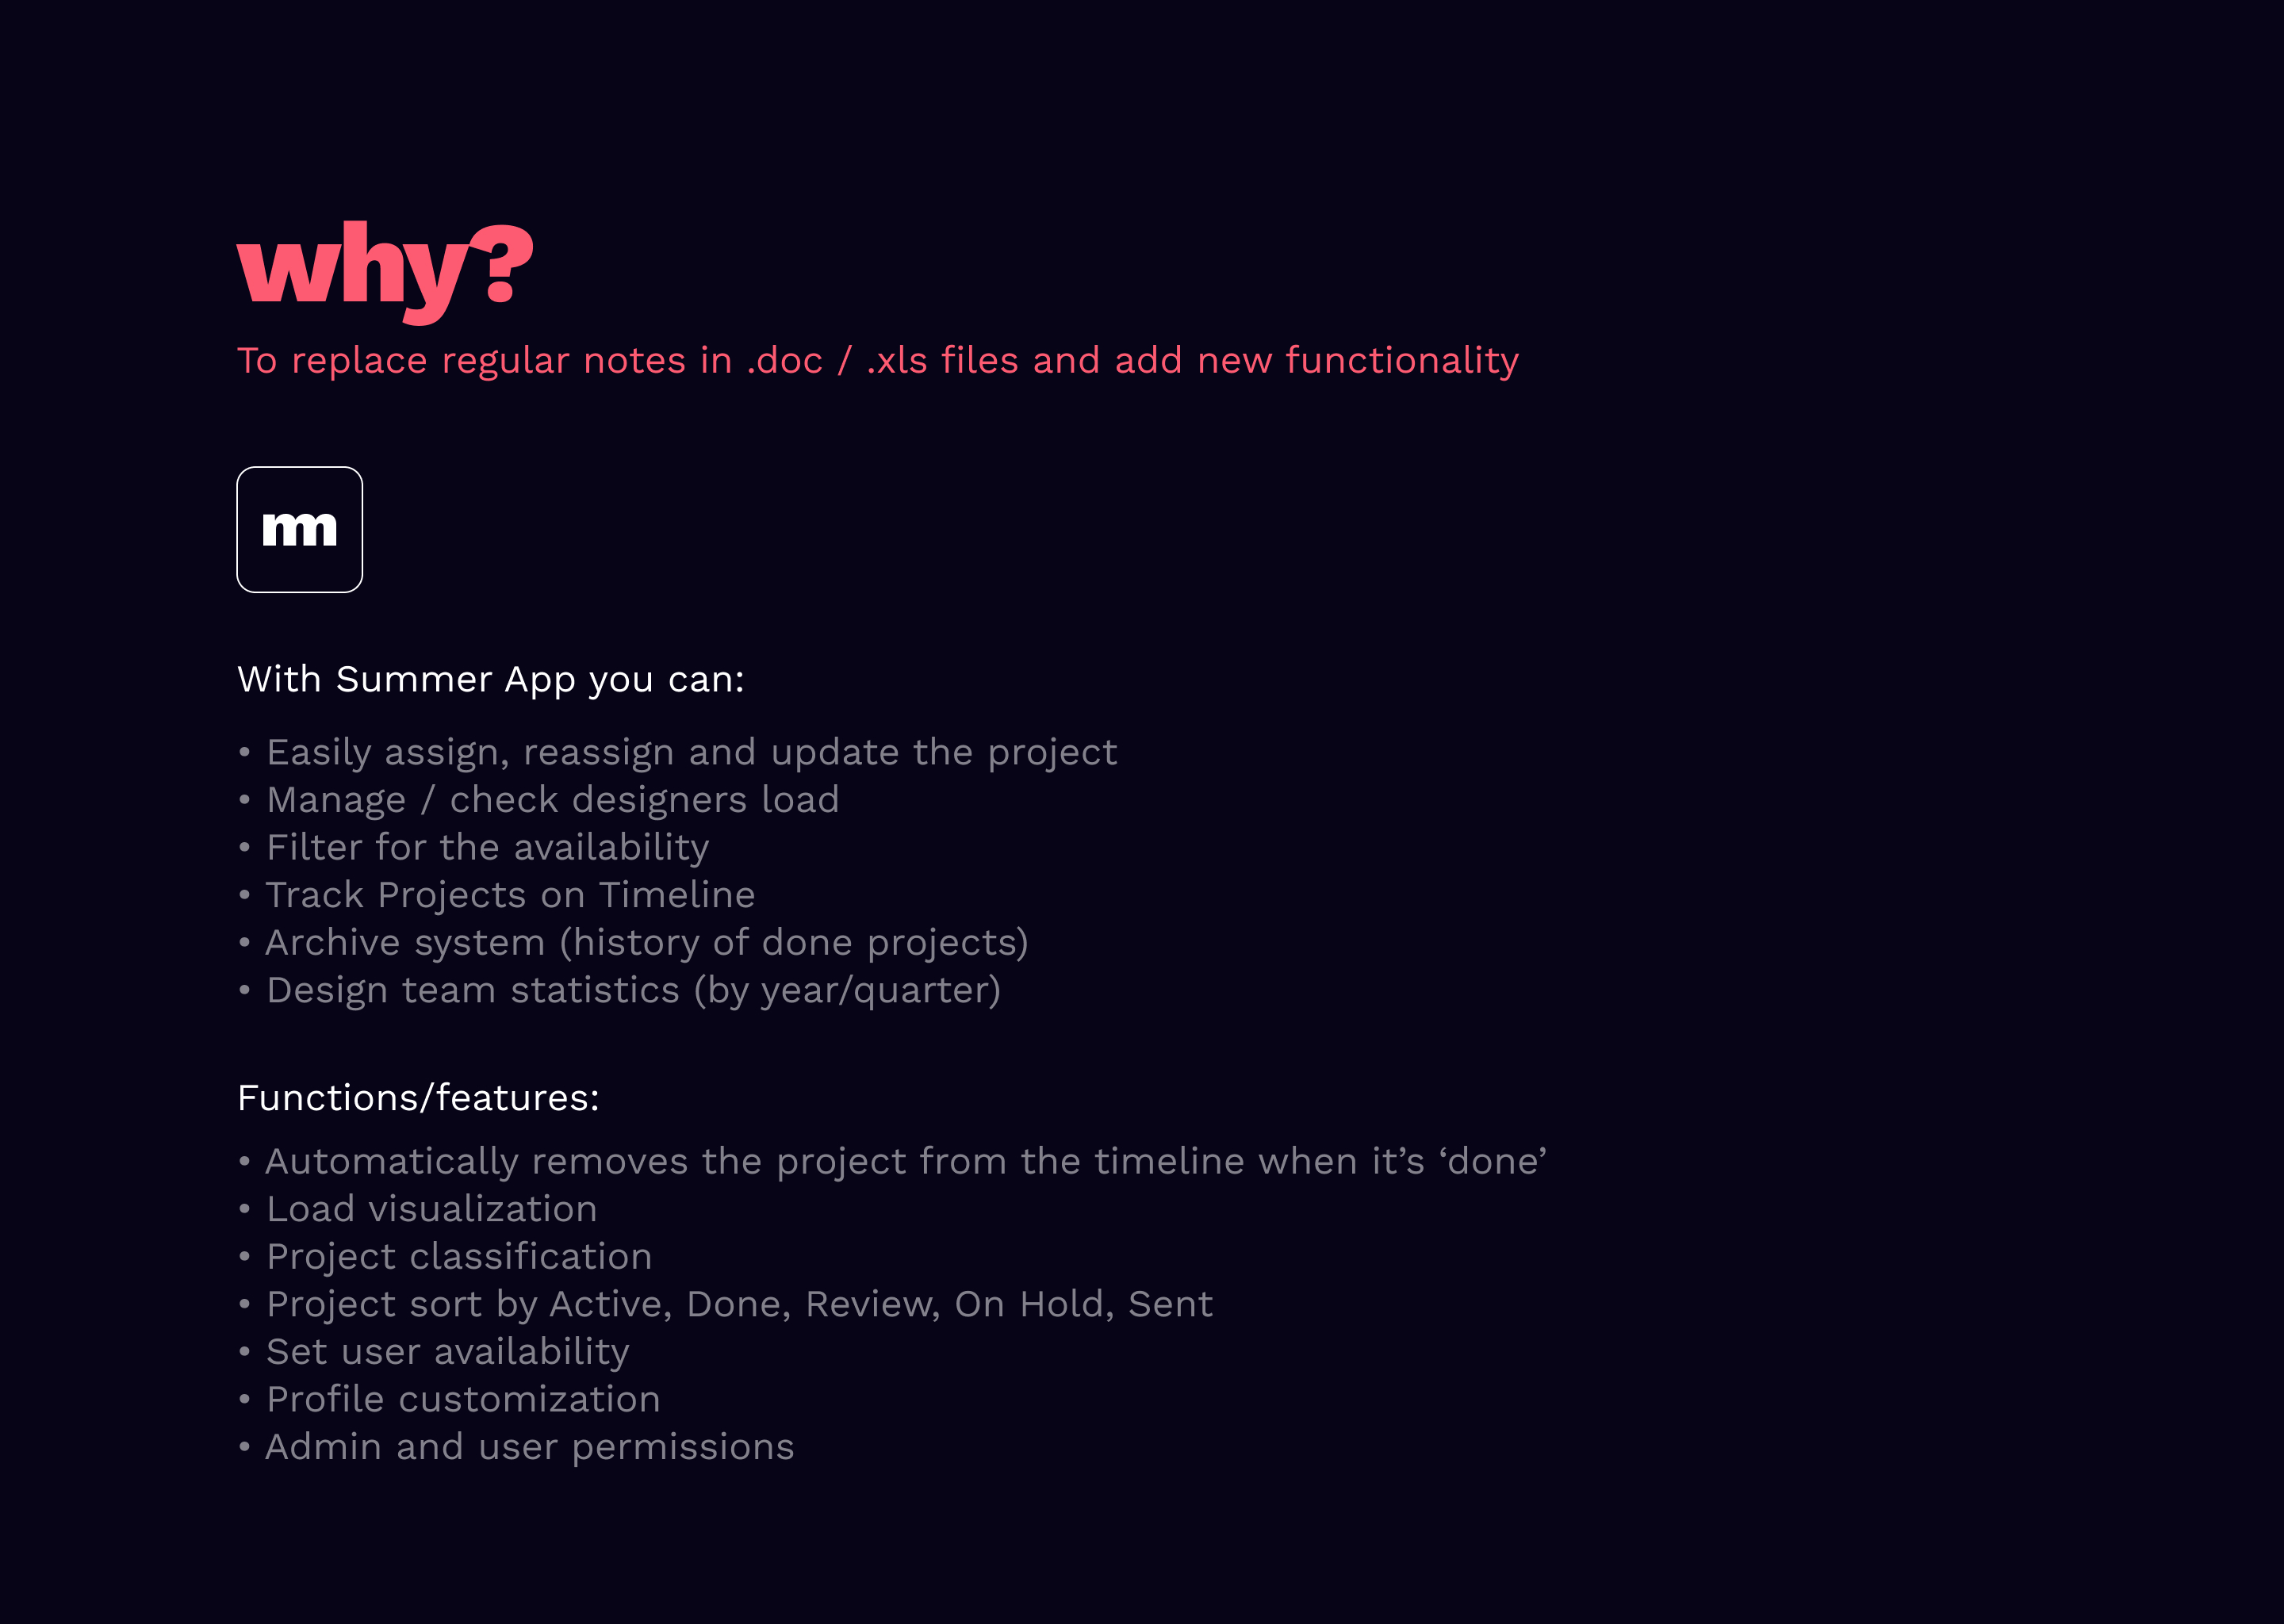 why?
To replace regular notes in .doc / .xls files and add new functionality
m
With Summer App you can:
• Easily assign, reassign and update the project
• Manage / check designers load
• Filter for the availability
• Track Projects on Timeline
• Archive system (history of done projects)
• Design team statistics (by year/quarter)
Functions/features:
• Automatically removes the project from the timeline when it’s ‘done’
• Load visualization
• Project classification
• Project sort by Active, Done, Review, On Hold, Sent
• Set user availability
• Profile customization
• Admin and user permissions